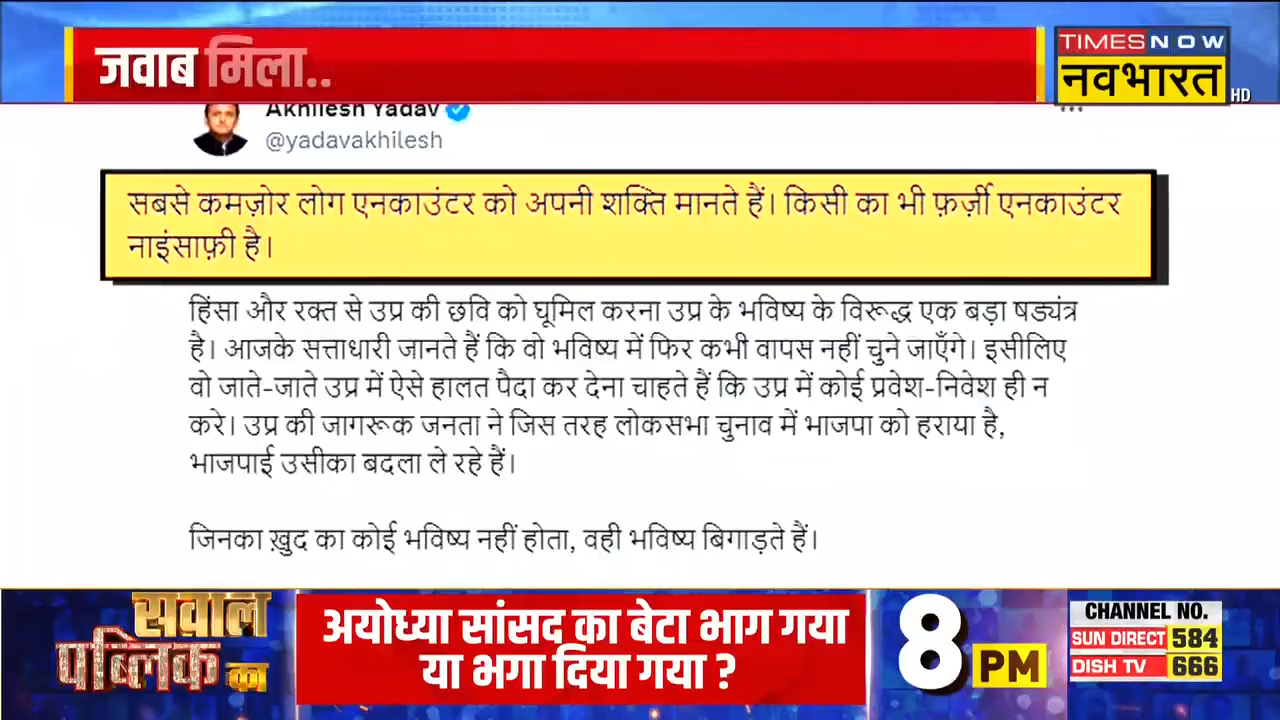 जवाब मिला..
TIMES NOW
नवभारत
HD
Akhilesh Yadav
@yadavakhilesh
सबसे कमज़ोर लोग एनकाउंटर को अपनी शक्ति मानते हैं। किसी का भी फ़र्ज़ी एनकाउंटर
नाइंसाफ़ी है।
हिंसा और रक्त से उप्र की छवि को घूमिल करना उप्र के भविष्य के विरूद्ध एक बड़ा षड्यंत्र
है। आजके सत्ताधारी जानते हैं कि वो भविष्य में फिर कभी वापस नहीं चुने जाएँगे। इसीलिए
वो जाते-जाते उप्र में ऐसे हालत पैदा कर देना चाहते हैं कि उप्र में कोई प्रवेश-निवेश ही न
करे। उप्र की जागरूक जनता ने जिस तरह लोकसभा चुनाव में भाजपा को हराया है,
भाजपाई उसीका बदला ले रहे हैं।
जिनका ख़ुद का कोई भविष्य नहीं होता, वही भविष्य बिगाड़ते हैं।
सवाल
पब्लिक का
अयोध्या सांसद का बेटा भाग गया
या भगा दिया गया ?
8 PM
CHANNEL NO.
SUN DIRECT 584
DISH TV 666